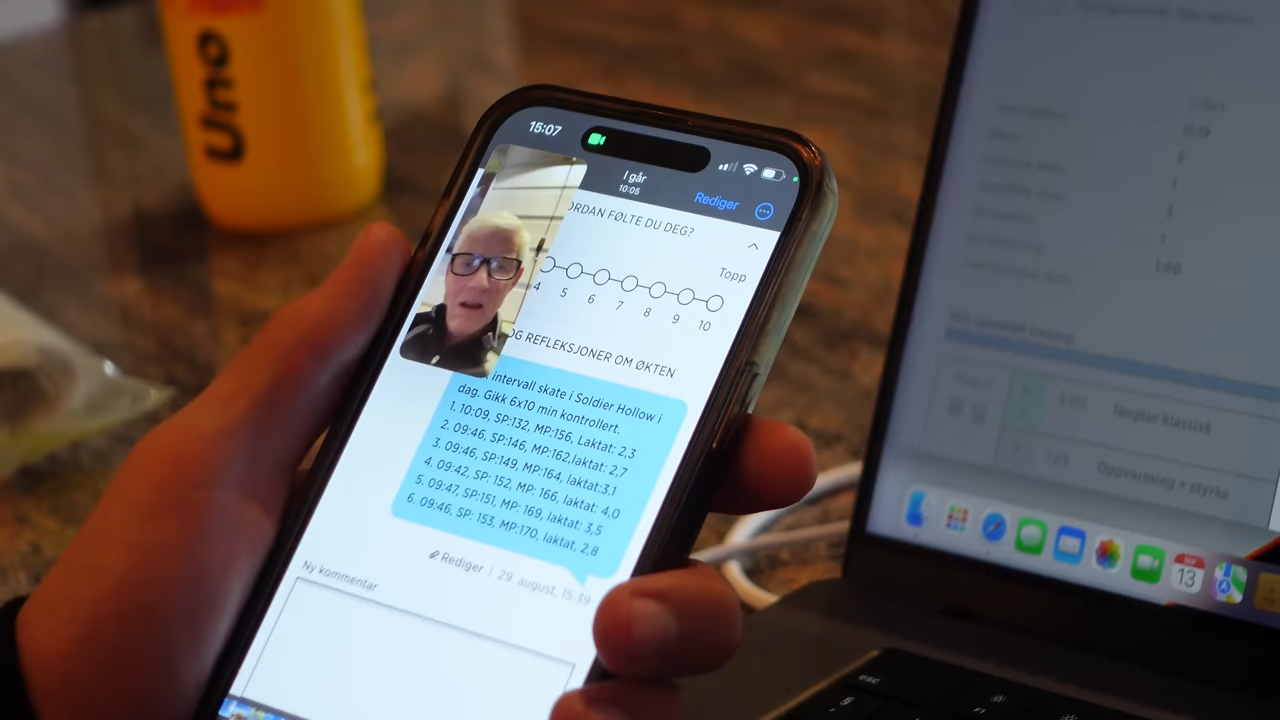 Uno
15:07
I går
10:05
Rediger
ORDAN FØLTE DU DEG?
Topp
4 5 6 7 8 9 10
OG REFLEKSJONER OM ØKTEN
intervall skate i Soldier Hollow i
dag. Gikk 6x10 min kontrollert.
1. 10:09, SP:132, MP:156, Laktat: 2,3
2. 09:46, SP:146, MP:162,laktat: 2,7
3. 09:46, SP:149, MP:164, laktat:3.1
4. 09:42, SP: 152, MP: 166, laktat: 4,0
5. 09:47, SP:151, MP: 169, laktat: 3,5
6. 09:46, SP: 153, MP:170, laktat, 2,8
Rediger | 29. august, 15:39
Ny kommentar
langtur klassisk
1:25 Oppvarming + styrke
13
esc